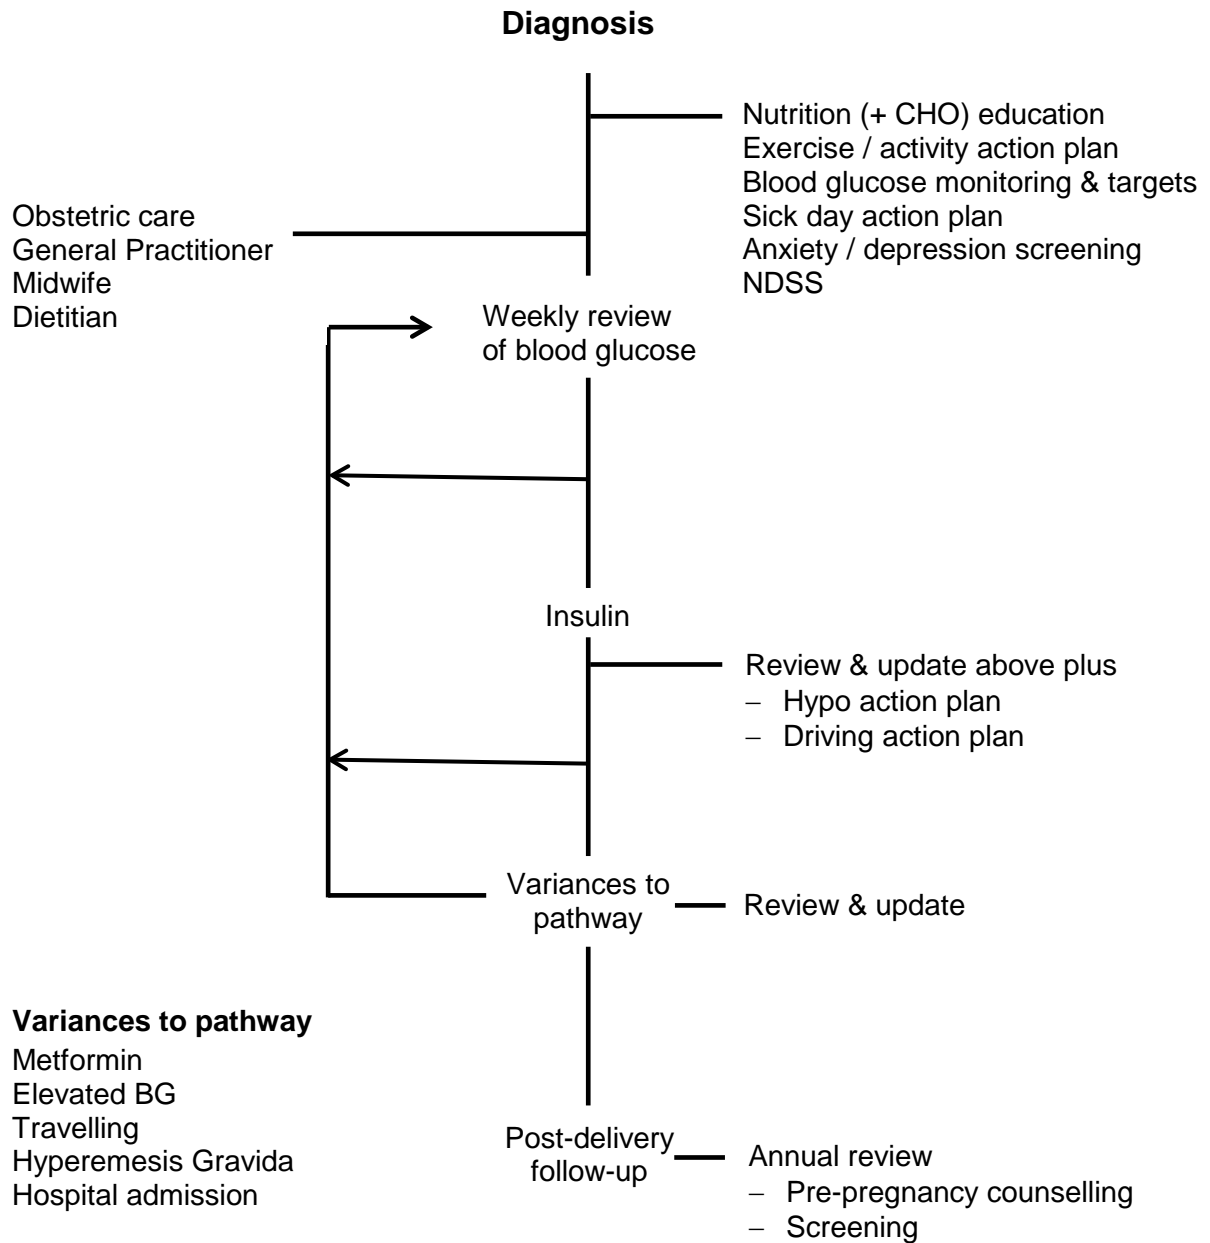 Diagnosis
Nutrition (+ CHO) education
Exercise / activity action plan
Blood glucose monitoring & targets
Sick day action plan
Anxiety / depression screening
NDSS
Obstetric care
General Practitioner
Midwife
Dietitian
Weekly review
of blood glucose
Insulin
Review & update above plus
– Hypo action plan
– Driving action plan
Variances to
pathway
Review & update
Variances to pathway
Metformin
Elevated BG
Travelling
Hyperemesis Gravida
Hospital admission
Post-delivery
follow-up
Annual review
– Pre-pregnancy counselling
– Screening